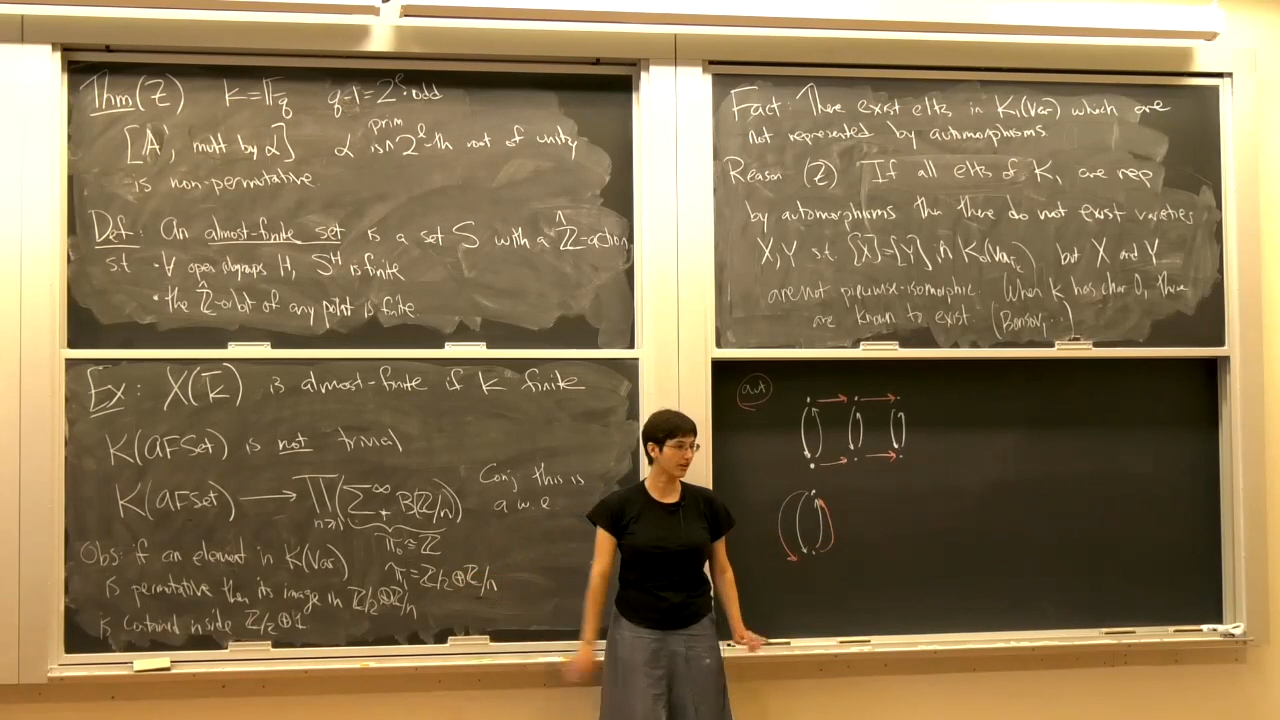 Thm (Z) k = 𝔽_q q-1 = 2^ℓ·odd
[A¹, mult by α] α is a prim 2^ℓ-th root of unity
is non-permutative.
Def: An almost-finite set is a set S with a Ẑ-action,
s.t. · ∀ open sbgrps H, S^H is finite
· the Ẑ-orbit of any point is finite.
Ex: X(k̄) is almost-finite if k finite
K(aFSet) is not trivial
K(aFSet) → ∏_{n≥1} (Σ_+^∞ B(ℤ/n)) Conj this is
a w.e.
π₀ ≅ ℤ
π₁ = ℤ/2 ⊕ ℤ/n
Obs: if an element in K(Var)
is permutative then its image in ℤ/2 ⊕ ℤ/n
is contained inside ℤ/2 ⊕ 1
Fact: There exist elts in K₁(Var) which are
not represented by automorphisms.
Reason (Z) If all elts of K₁ are rep
by automorphisms then there do not exist varieties
X, Y s.t. [X]=[Y] in K₀(Var_k) but X and Y
are not piecewise-isomorphic. (When k has char 0, these
are known to exist. (Borisov, ...)
aut